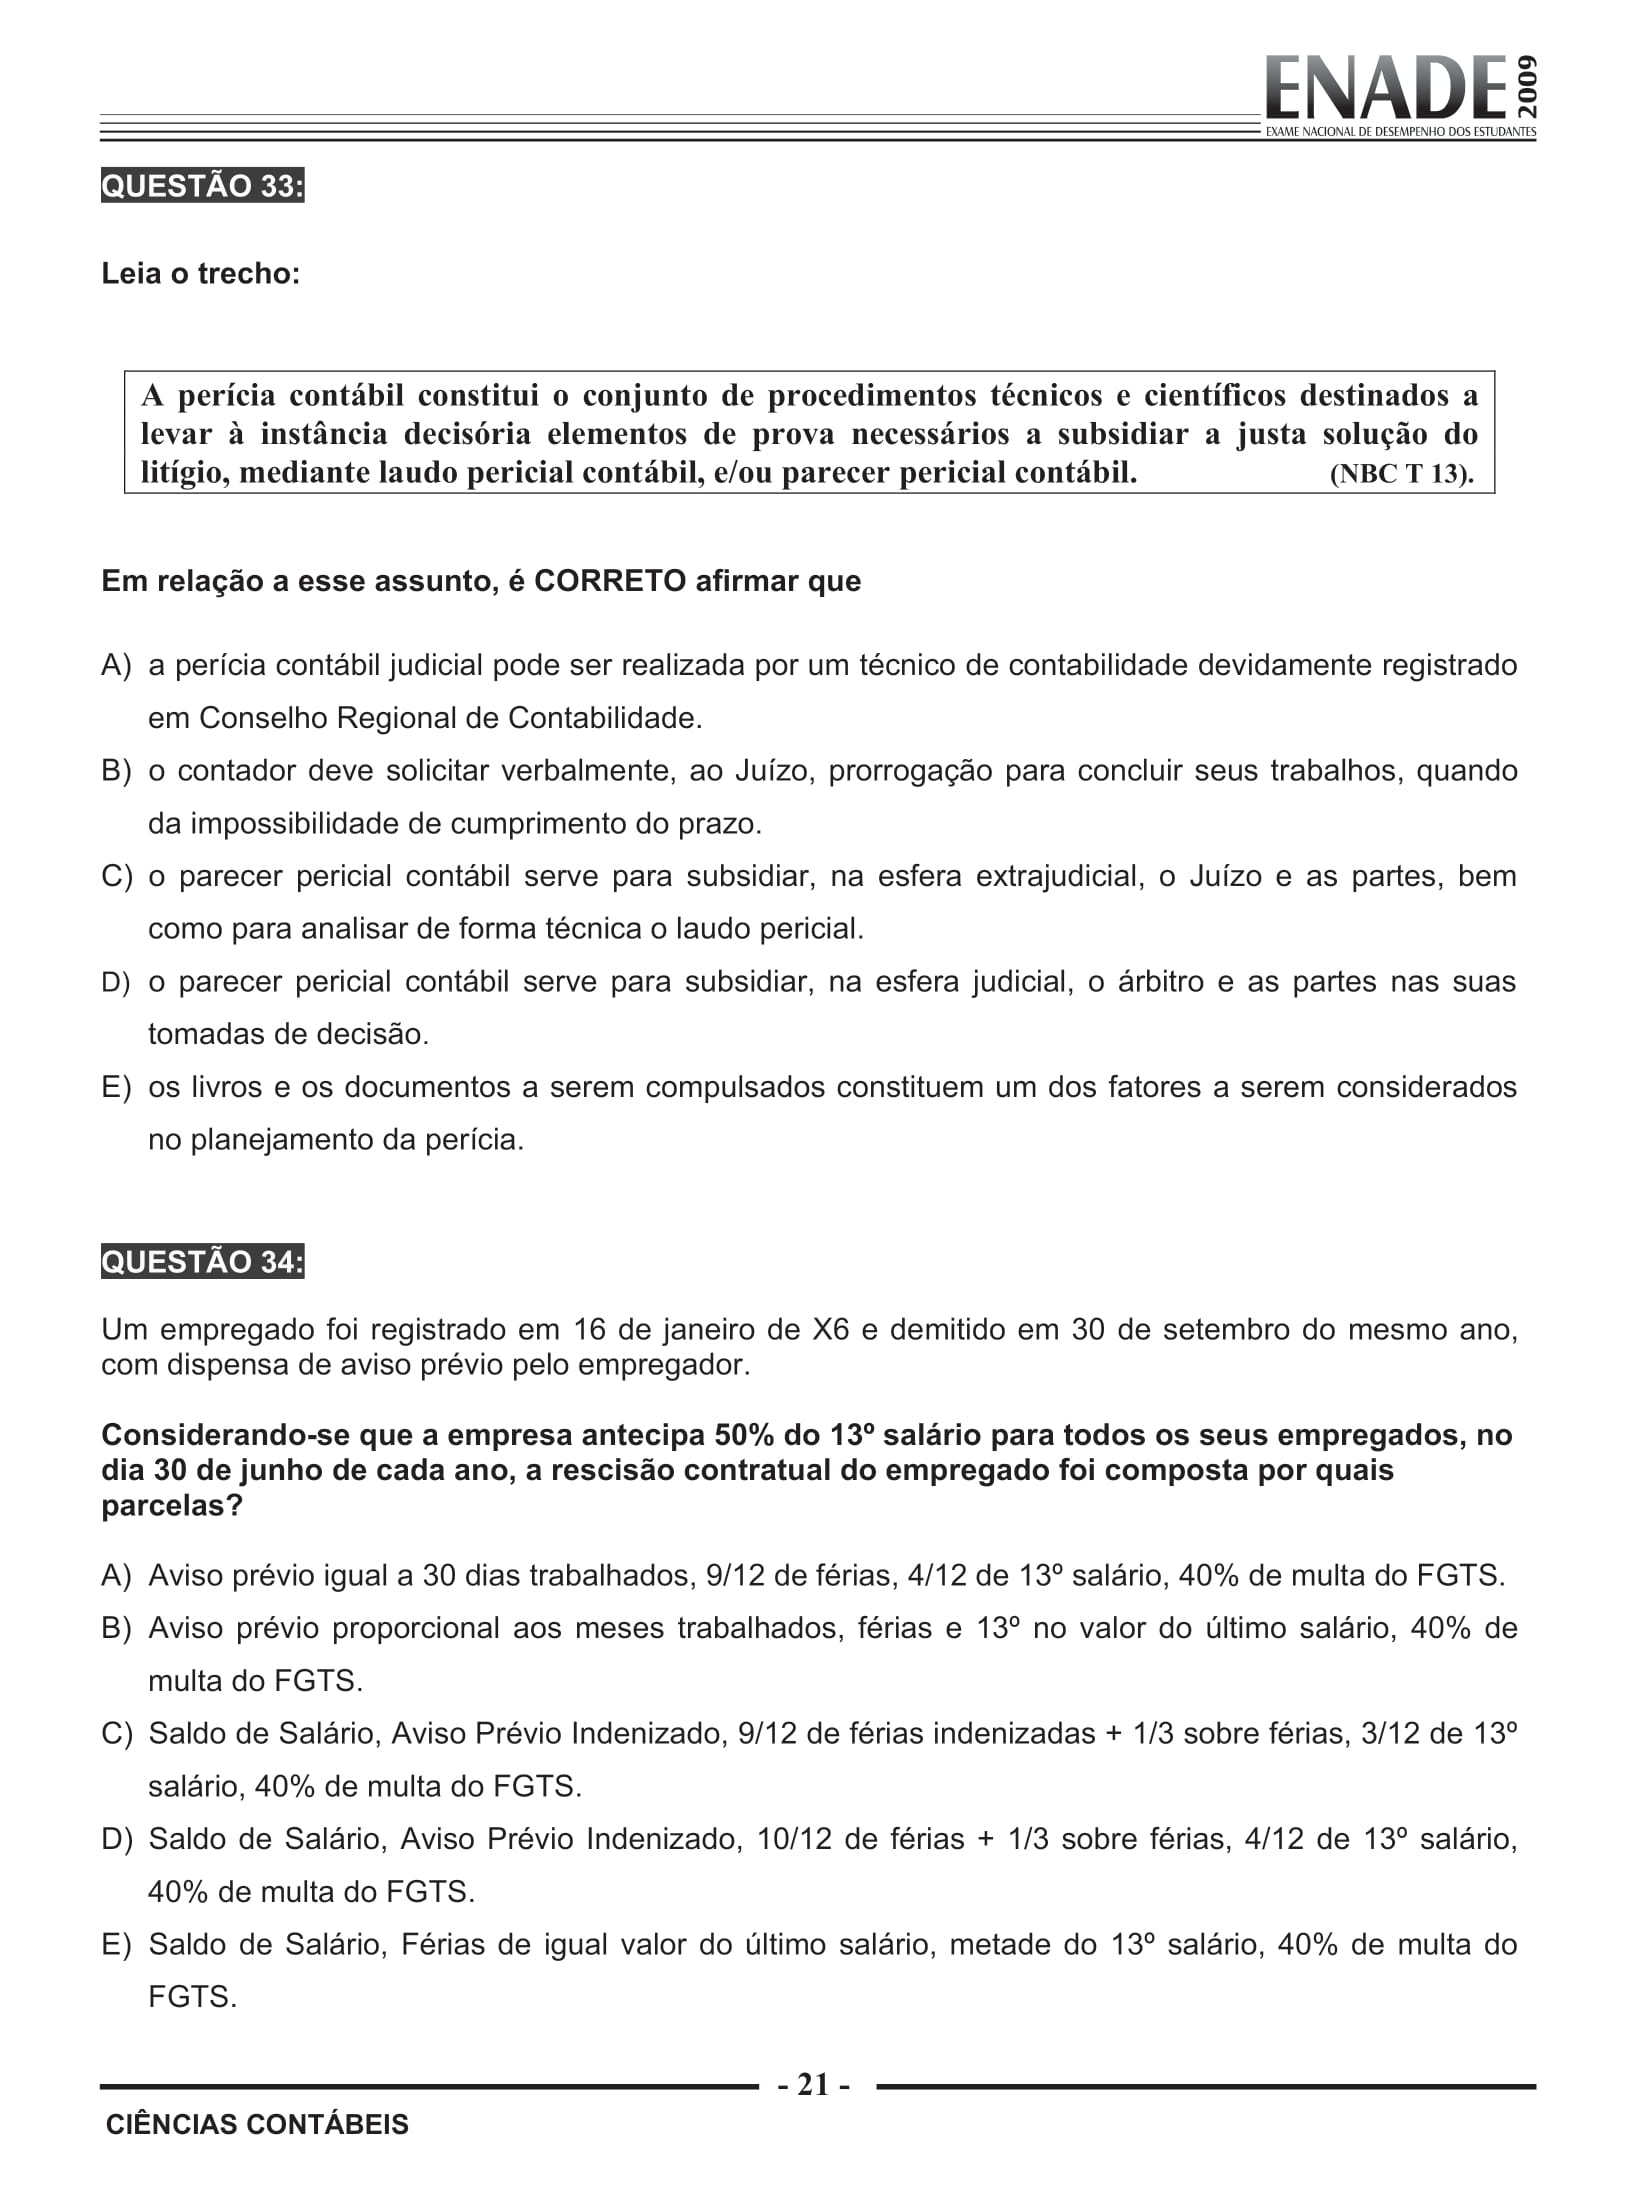 ENADE 2009
EXAME NACIONAL DE DESEMPENHO DOS ESTUDANTES
QUESTÃO 33:
Leia o trecho:
A perícia contábil constitui o conjunto de procedimentos técnicos e científicos destinados a
levar à instância decisória elementos de prova necessários a subsidiar a justa solução do
litígio, mediante laudo pericial contábil, e/ou parecer pericial contábil. (NBC T 13).
Em relação a esse assunto, é CORRETO afirmar que
A) a perícia contábil judicial pode ser realizada por um técnico de contabilidade devidamente registrado
em Conselho Regional de Contabilidade.
B) o contador deve solicitar verbalmente, ao Juízo, prorrogação para concluir seus trabalhos, quando
da impossibilidade de cumprimento do prazo.
C) o parecer pericial contábil serve para subsidiar, na esfera extrajudicial, o Juízo e as partes, bem
como para analisar de forma técnica o laudo pericial.
D) o parecer pericial contábil serve para subsidiar, na esfera judicial, o árbitro e as partes nas suas
tomadas de decisão.
E) os livros e os documentos a serem compulsados constituem um dos fatores a serem considerados
no planejamento da perícia.
QUESTÃO 34:
Um empregado foi registrado em 16 de janeiro de X6 e demitido em 30 de setembro do mesmo ano,
com dispensa de aviso prévio pelo empregador.
Considerando-se que a empresa antecipa 50% do 13º salário para todos os seus empregados, no
dia 30 de junho de cada ano, a rescisão contratual do empregado foi composta por quais
parcelas?
A) Aviso prévio igual a 30 dias trabalhados, 9/12 de férias, 4/12 de 13º salário, 40% de multa do FGTS.
B) Aviso prévio proporcional aos meses trabalhados, férias e 13º no valor do último salário, 40% de
multa do FGTS.
C) Saldo de Salário, Aviso Prévio Indenizado, 9/12 de férias indenizadas + 1/3 sobre férias, 3/12 de 13º
salário, 40% de multa do FGTS.
D) Saldo de Salário, Aviso Prévio Indenizado, 10/12 de férias + 1/3 sobre férias, 4/12 de 13º salário,
40% de multa do FGTS.
E) Saldo de Salário, Férias de igual valor do último salário, metade do 13º salário, 40% de multa do
FGTS.
- 21 -
CIÊNCIAS CONTÁBEIS